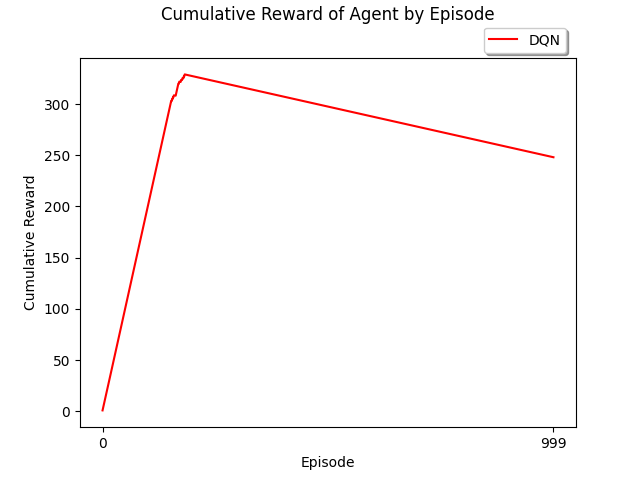 Cumulative Reward of Agent by Episode
DQN
300
250
200
150
100
50
0
Cumulative Reward
0
999
Episode